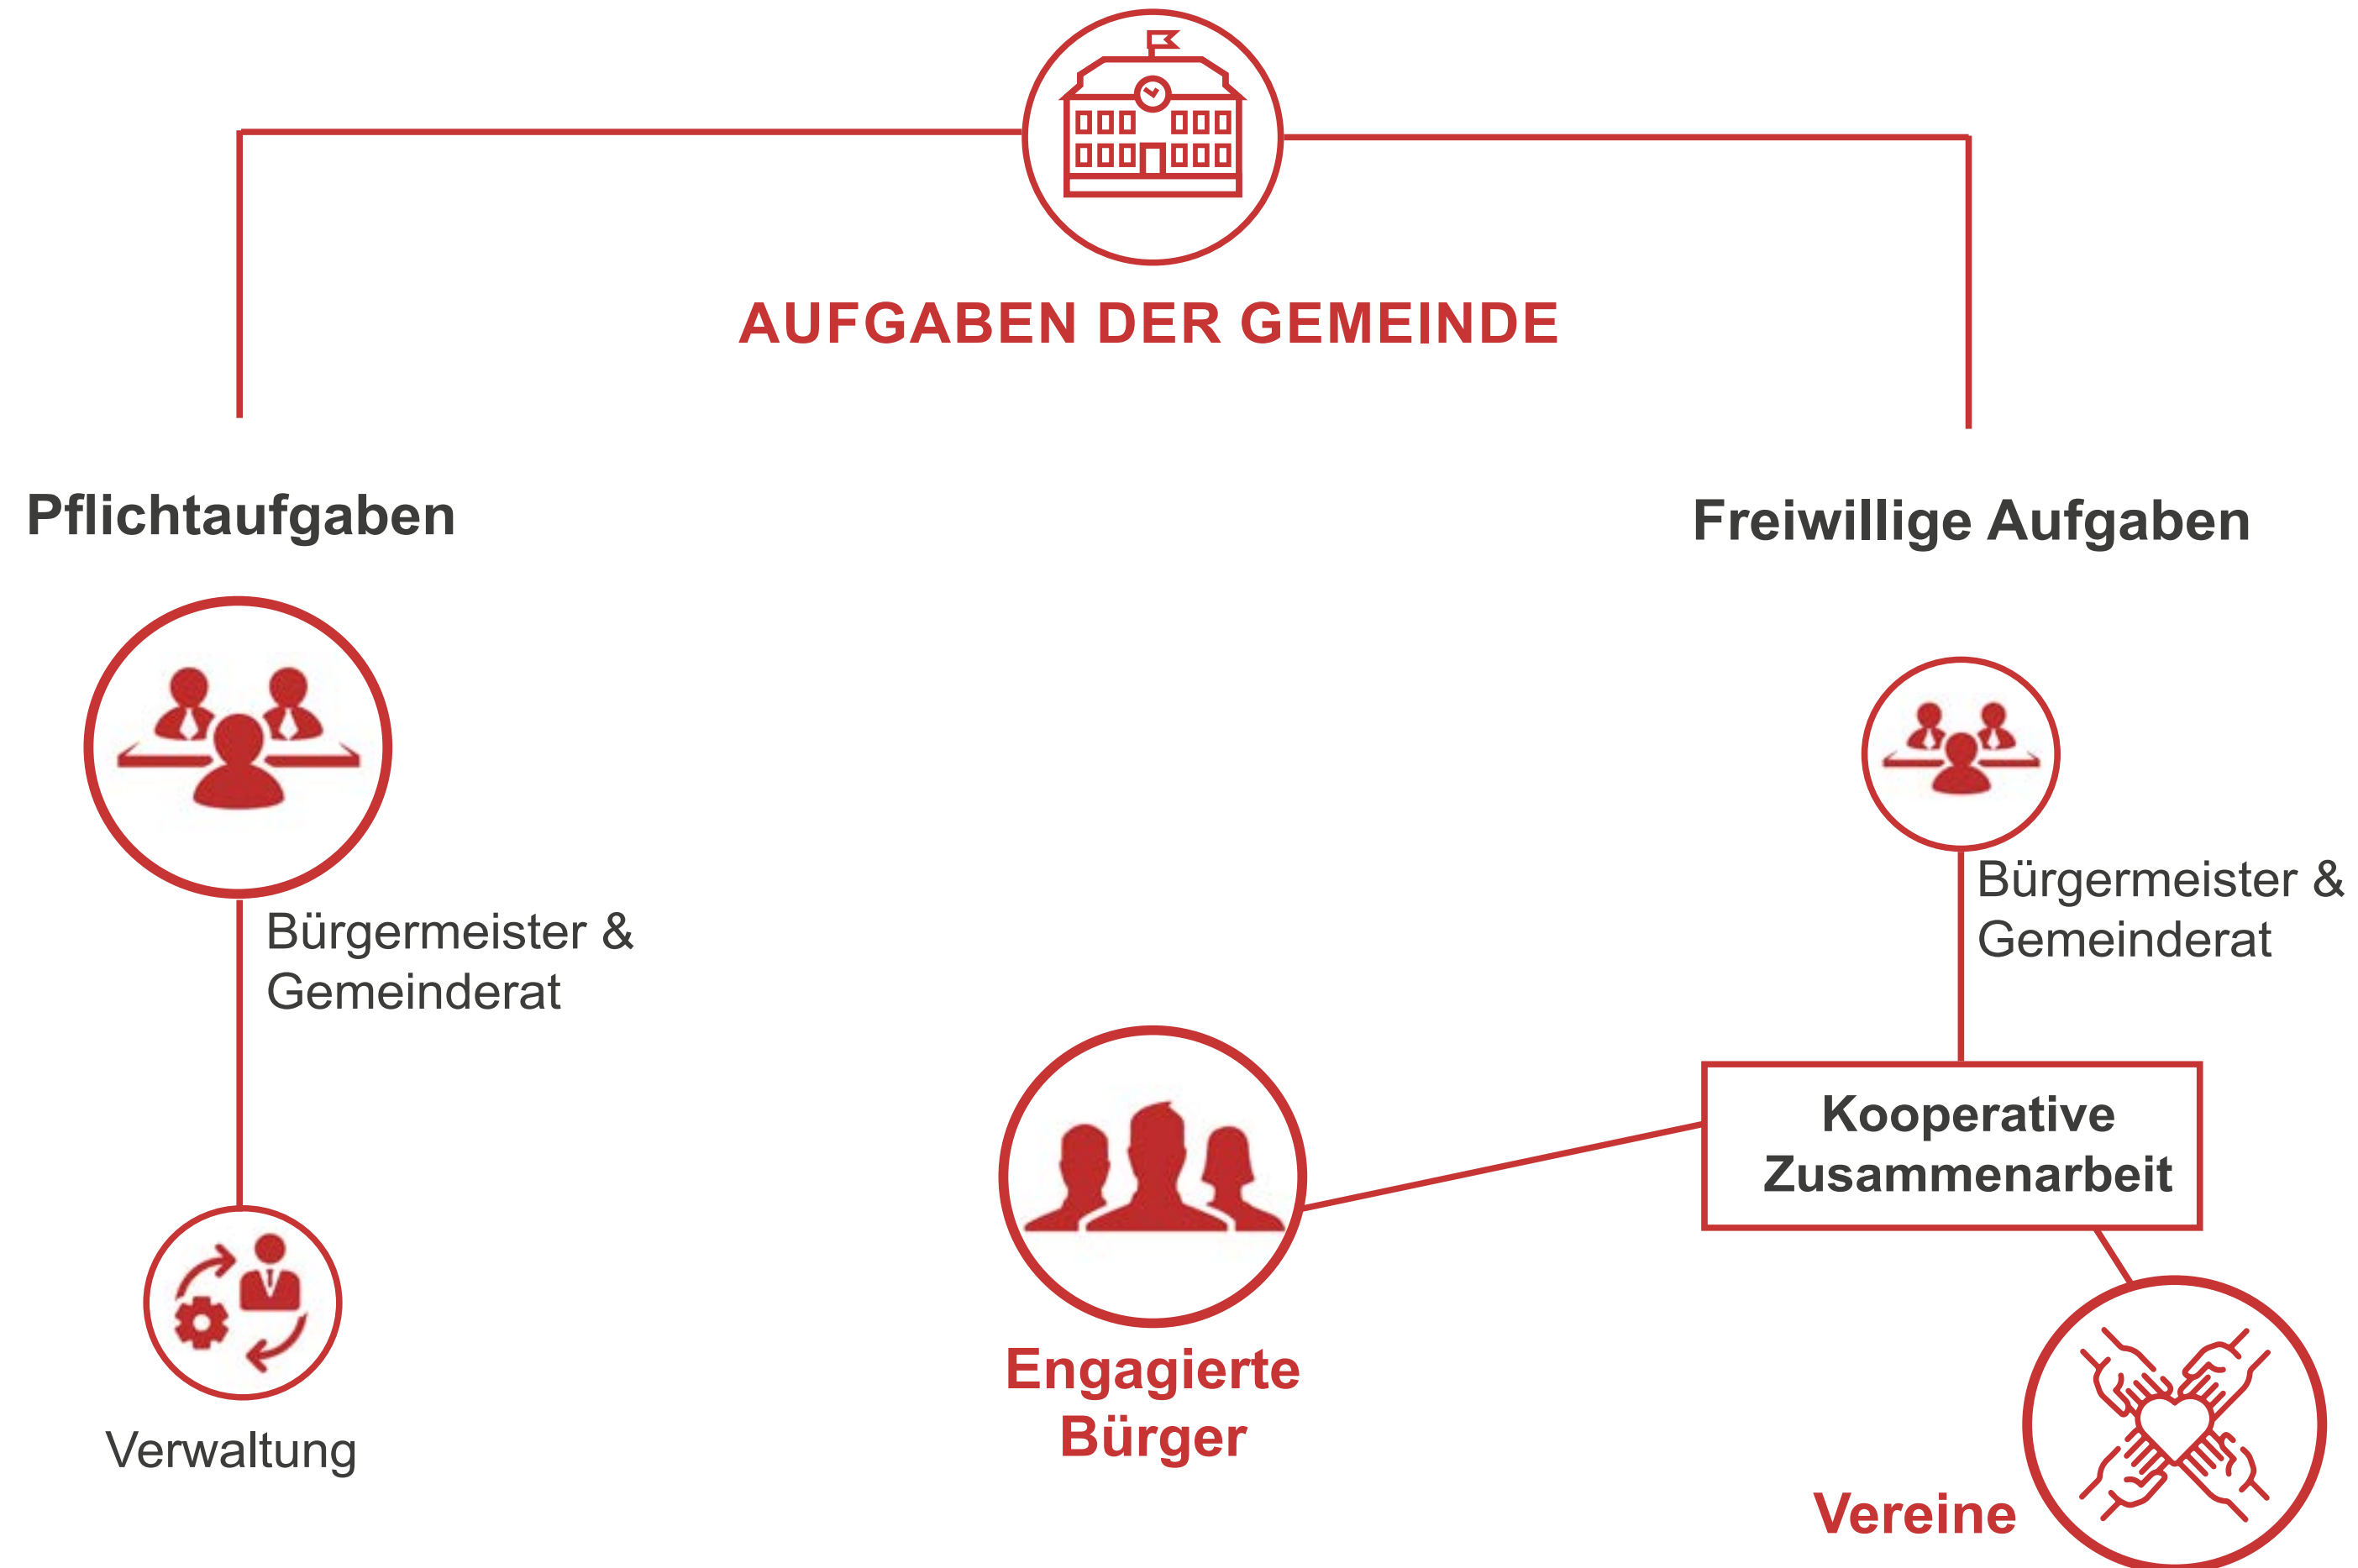 AUFGABEN DER GEMEINDE
Pflichtaufgaben
Freiwillige Aufgaben
Bürgermeister &
Gemeinderat
Bürgermeister &
Gemeinderat
Kooperative
Zusammenarbeit
Engagierte
Bürger
Verwaltung
Vereine